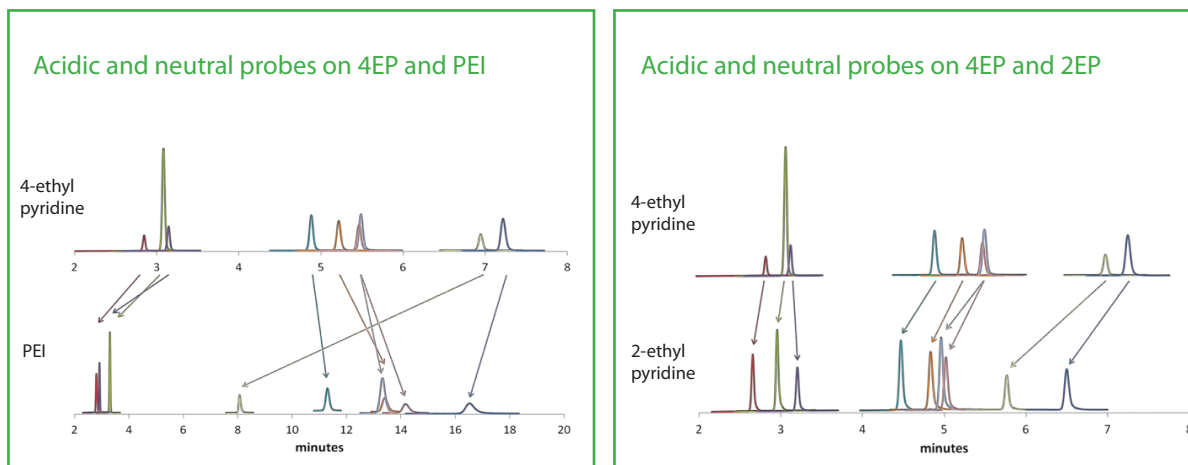 Acidic and neutral probes on 4EP and PEI
4-ethyl
pyridine
2 3 4 5 6 7 8
PEI
2 4 6 8 10 12 14 16 18 20
minutes
Acidic and neutral probes on 4EP and 2EP
4-ethyl
pyridine
2-ethyl
pyridine
2 3 4 5 6 7 8
minutes